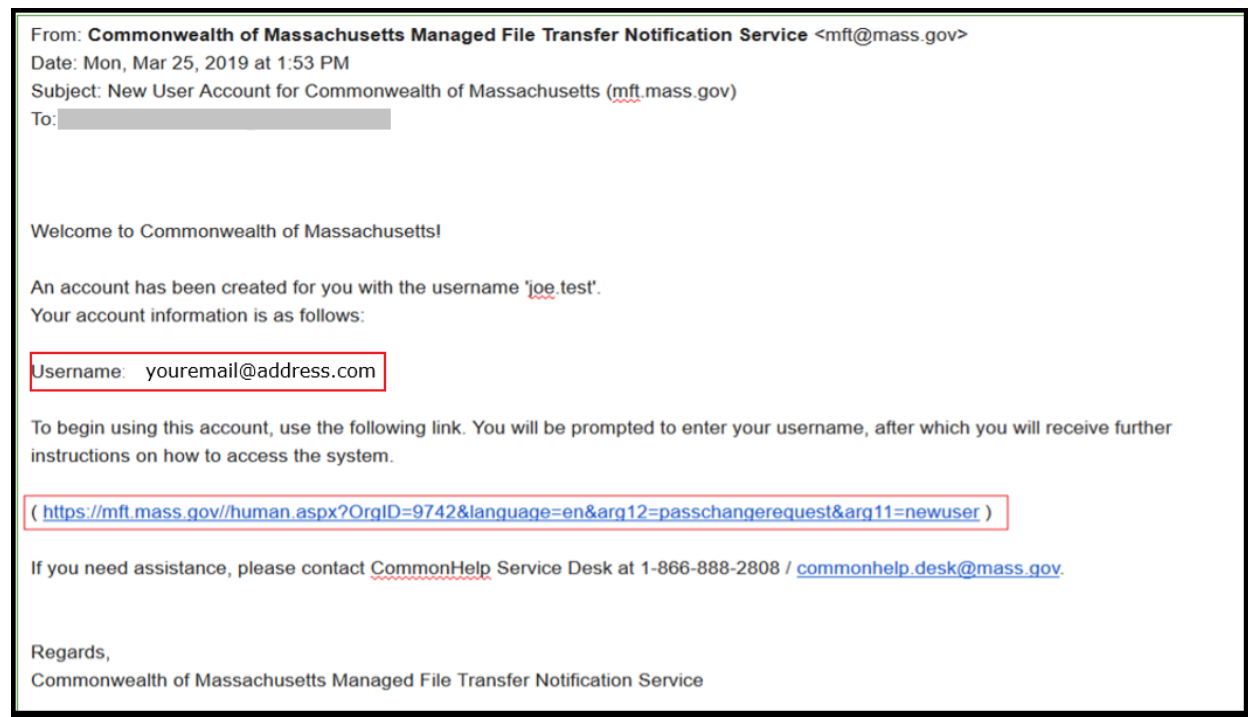 From: Commonwealth of Massachusetts Managed File Transfer Notification Service <mft@mass.gov>
Date: Mon, Mar 25, 2019 at 1:53 PM
Subject: New User Account for Commonwealth of Massachusetts (mft.mass.gov)
To:
Welcome to Commonwealth of Massachusetts!
An account has been created for you with the username 'joe.test'.
Your account information is as follows:
Username: youremail@address.com
To begin using this account, use the following link. You will be prompted to enter your username, after which you will receive further
instructions on how to access the system.
( https://mft.mass.gov//human.aspx?OrgID=9742&language=en&arg12=passchangerequest&arg11=newuser )
If you need assistance, please contact CommonHelp Service Desk at 1-866-888-2808 / commonhelp.desk@mass.gov.
Regards,
Commonwealth of Massachusetts Managed File Transfer Notification Service